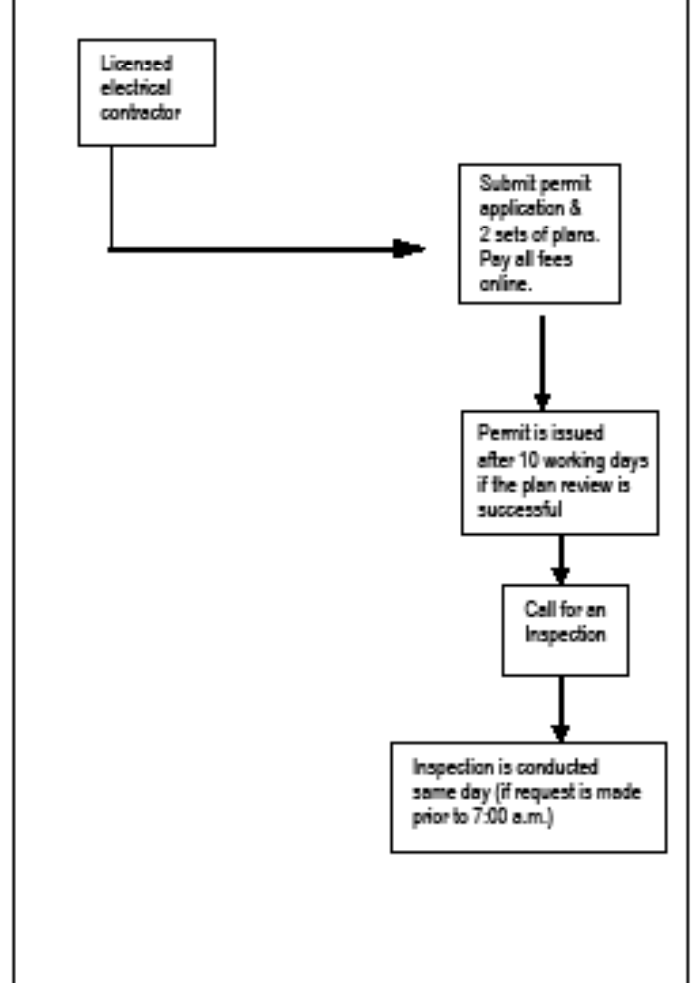 Licensed
electrical
contractor
Submit permit
application &
2 sets of plans.
Pay all fees
online.
Permit is issued
after 10 working days
if the plan review is
successful
Call for an
Inspection
Inspection is conducted
same day (if request is made
prior to 7:00 a.m.)